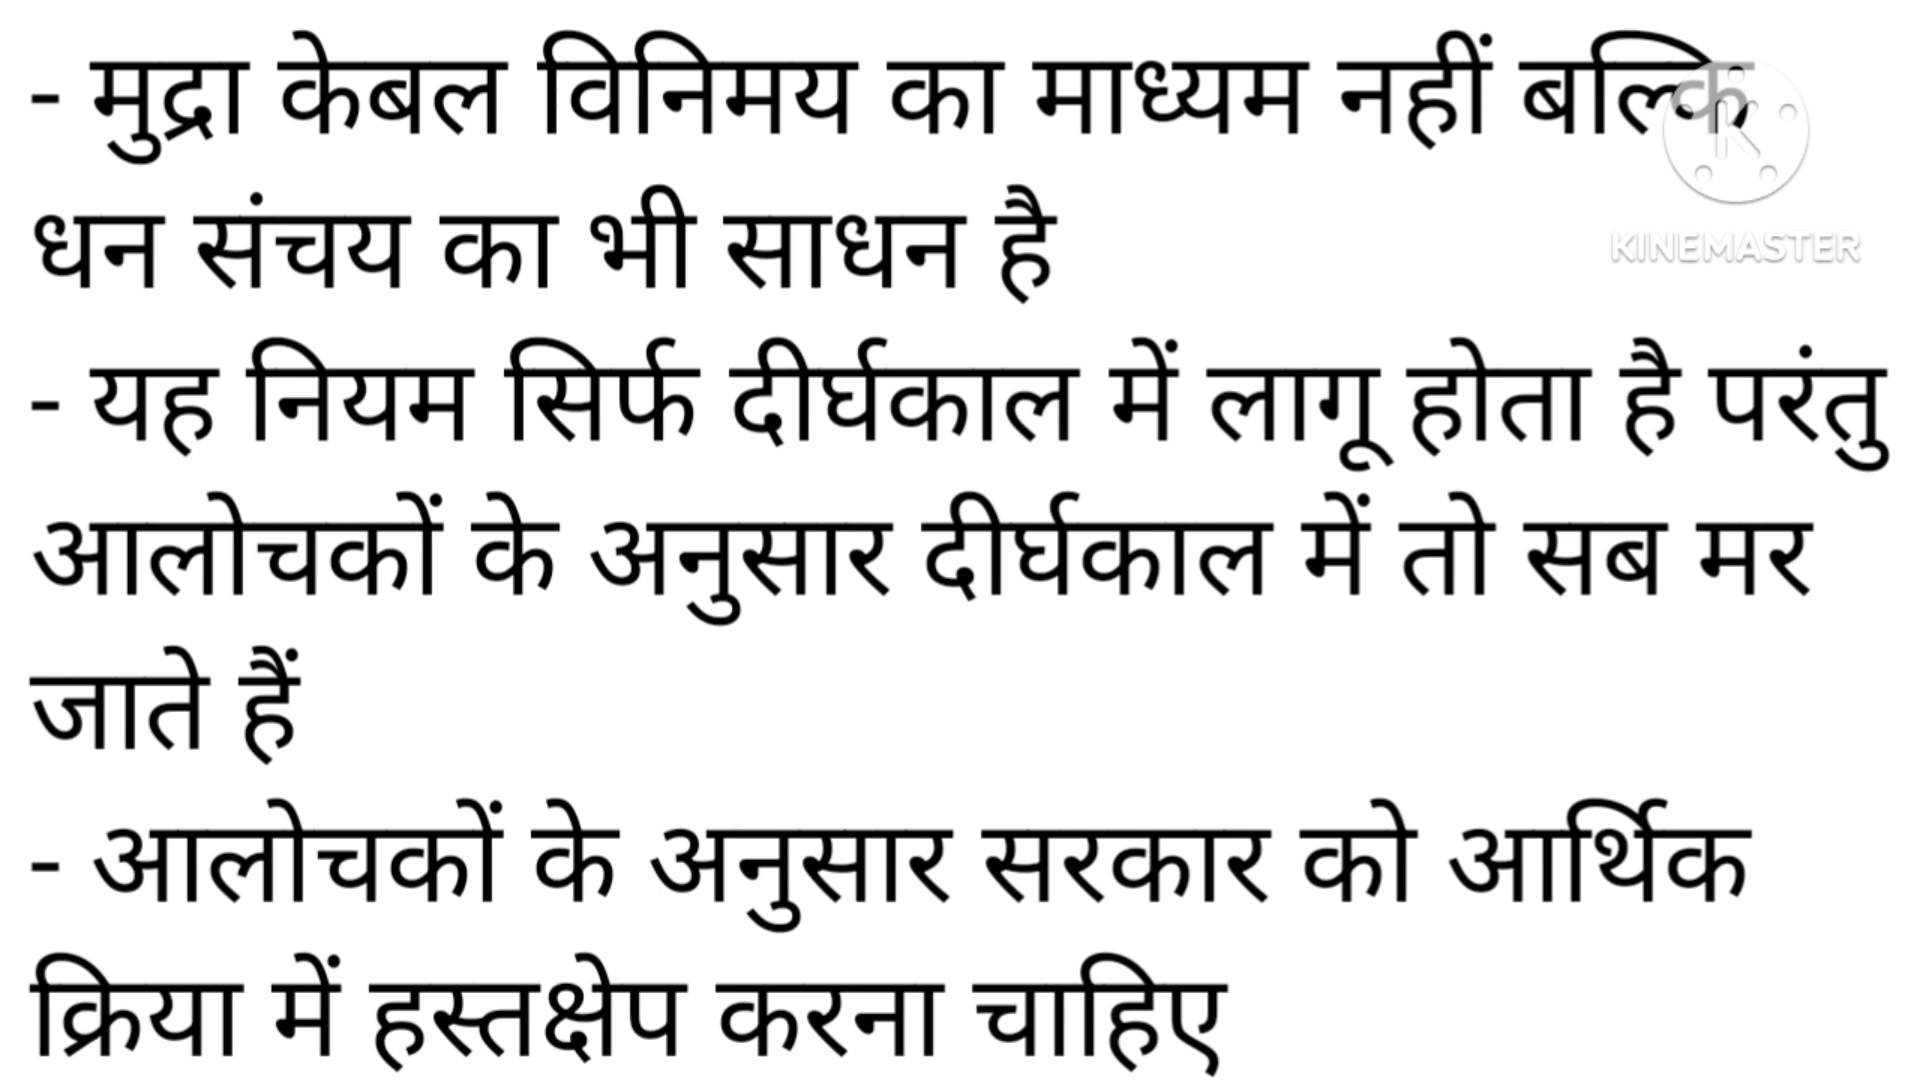 - मुद्रा केबल विनिमय का माध्यम नहीं बल्कि
धन संचय का भी साधन है
KINEMASTER
- यह नियम सिर्फ दीर्घकाल में लागू होता है परंतु
आलोचकों के अनुसार दीर्घकाल में तो सब मर
जाते हैं
- आलोचकों के अनुसार सरकार को आर्थिक
क्रिया में हस्तक्षेप करना चाहिए